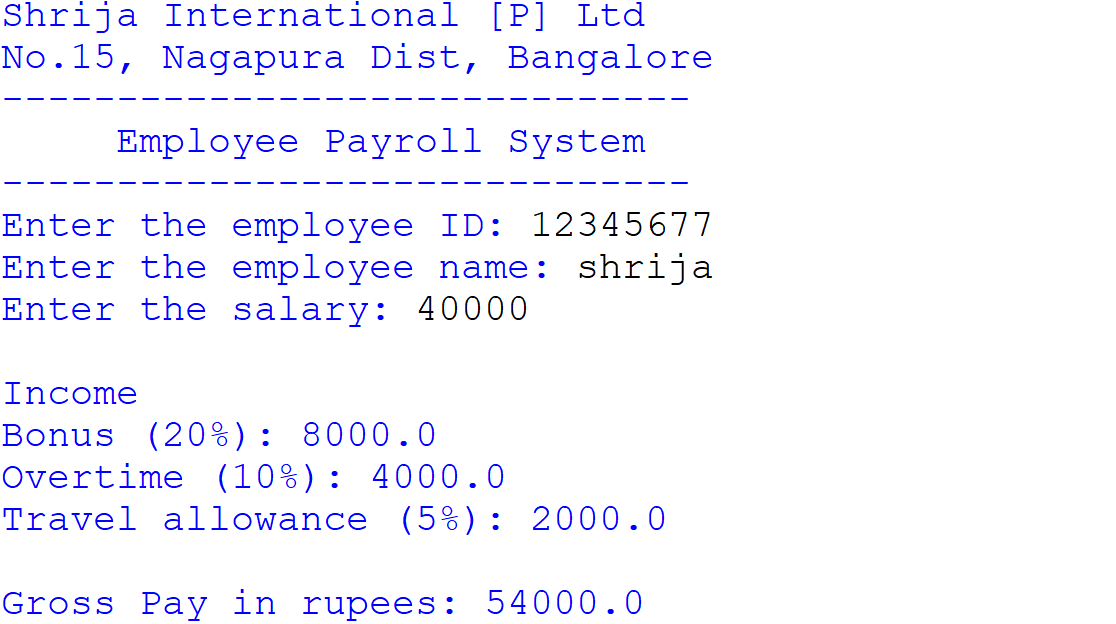 Shrija International [P] Ltd
No.15, Nagapura Dist, Bangalore
------------------------------
Employee Payroll System
------------------------------
Enter the employee ID: 12345677
Enter the employee name: shrija
Enter the salary: 40000
Income
Bonus (20%): 8000.0
Overtime (10%): 4000.0
Travel allowance (5%): 2000.0
Gross Pay in rupees: 54000.0